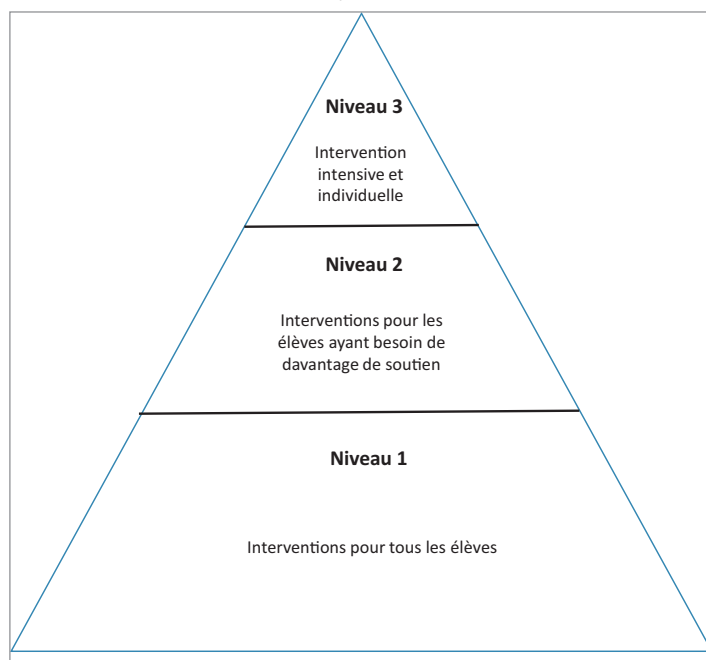 Niveau 3
Intervention
intensive et
individuelle
Niveau 2
Interventions pour les
élèves ayant besoin de
davantage de soutien
Niveau 1
Interventions pour tous les élèves